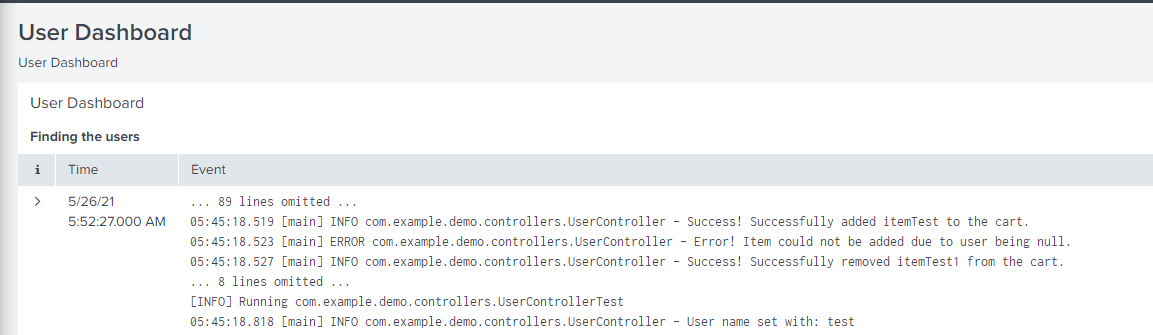 User Dashboard
User Dashboard
User Dashboard
Finding the users
i Time Event
> 5/26/21 ... 89 lines omitted ...
5:52:27.000 AM 05:45:18.519 [main] INFO com.example.demo.controllers.UserController - Success! Successfully added itemTest to the cart.
05:45:18.523 [main] ERROR com.example.demo.controllers.UserController - Error! Item could not be added due to user being null.
05:45:18.527 [main] INFO com.example.demo.controllers.UserController - Success! Successfully removed itemTest1 from the cart.
... 8 lines omitted ...
[INFO] Running com.example.demo.controllers.UserControllerTest
05:45:18.818 [main] INFO com.example.demo.controllers.UserController - User name set with: test